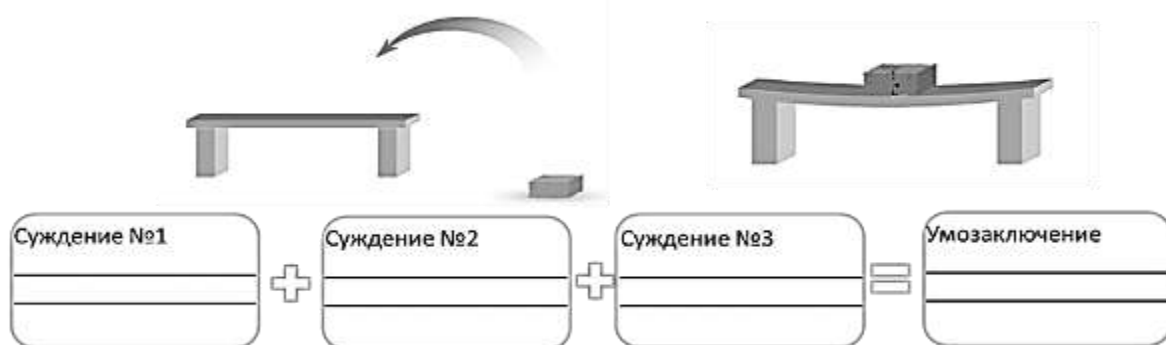 Суждение №1
Суждение №2
Суждение №3
Умозаключение